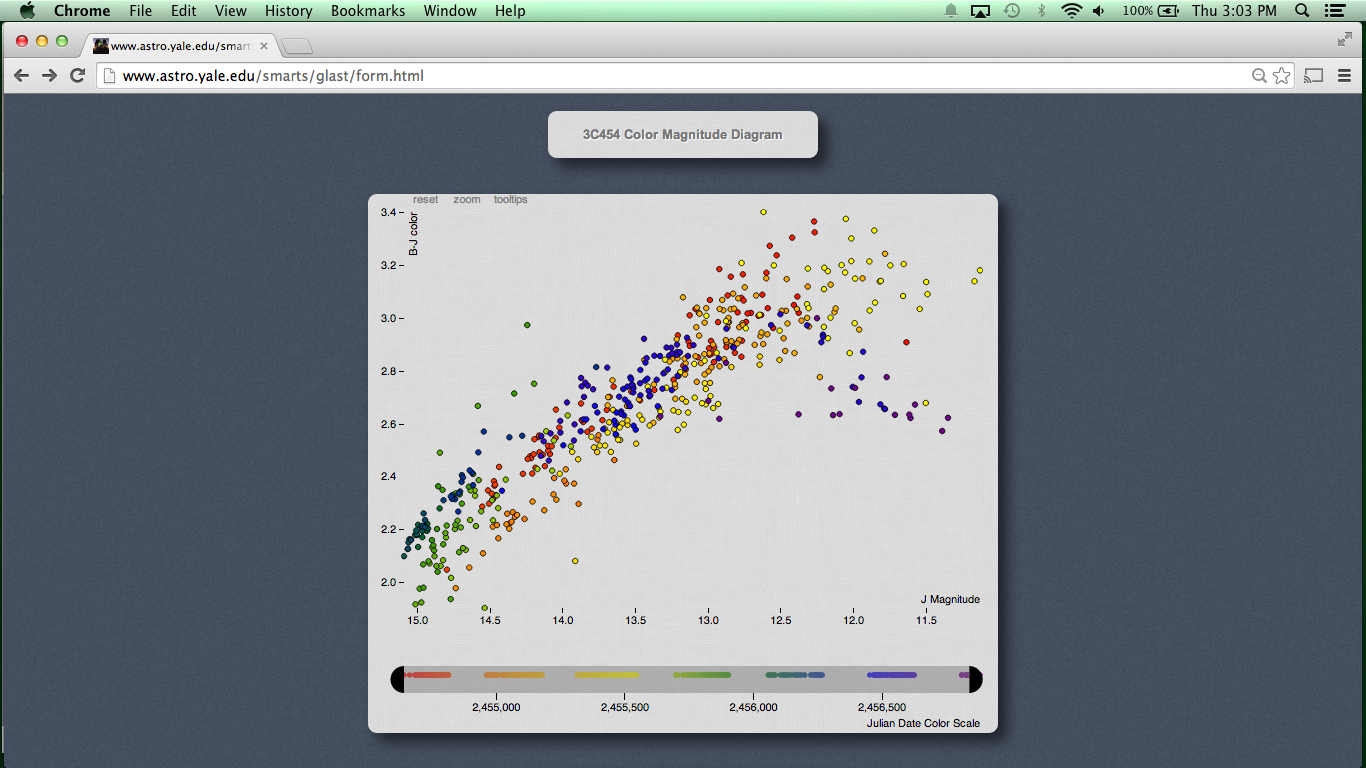 Chrome File Edit View History Bookmarks Window Help 100% Thu 3:03 PM
www.astro.yale.edu/smarts
www.astro.yale.edu/smarts/glast/form.html
3C454 Color Magnitude Diagram
reset zoom tooltips
B-J color
3.4
3.2
3.0
2.8
2.6
2.4
2.2
2.0
J Magnitude
15.0 14.5 14.0 13.5 13.0 12.5 12.0 11.5
2,455,000 2,455,500 2,456,000 2,456,500
Julian Date Color Scale